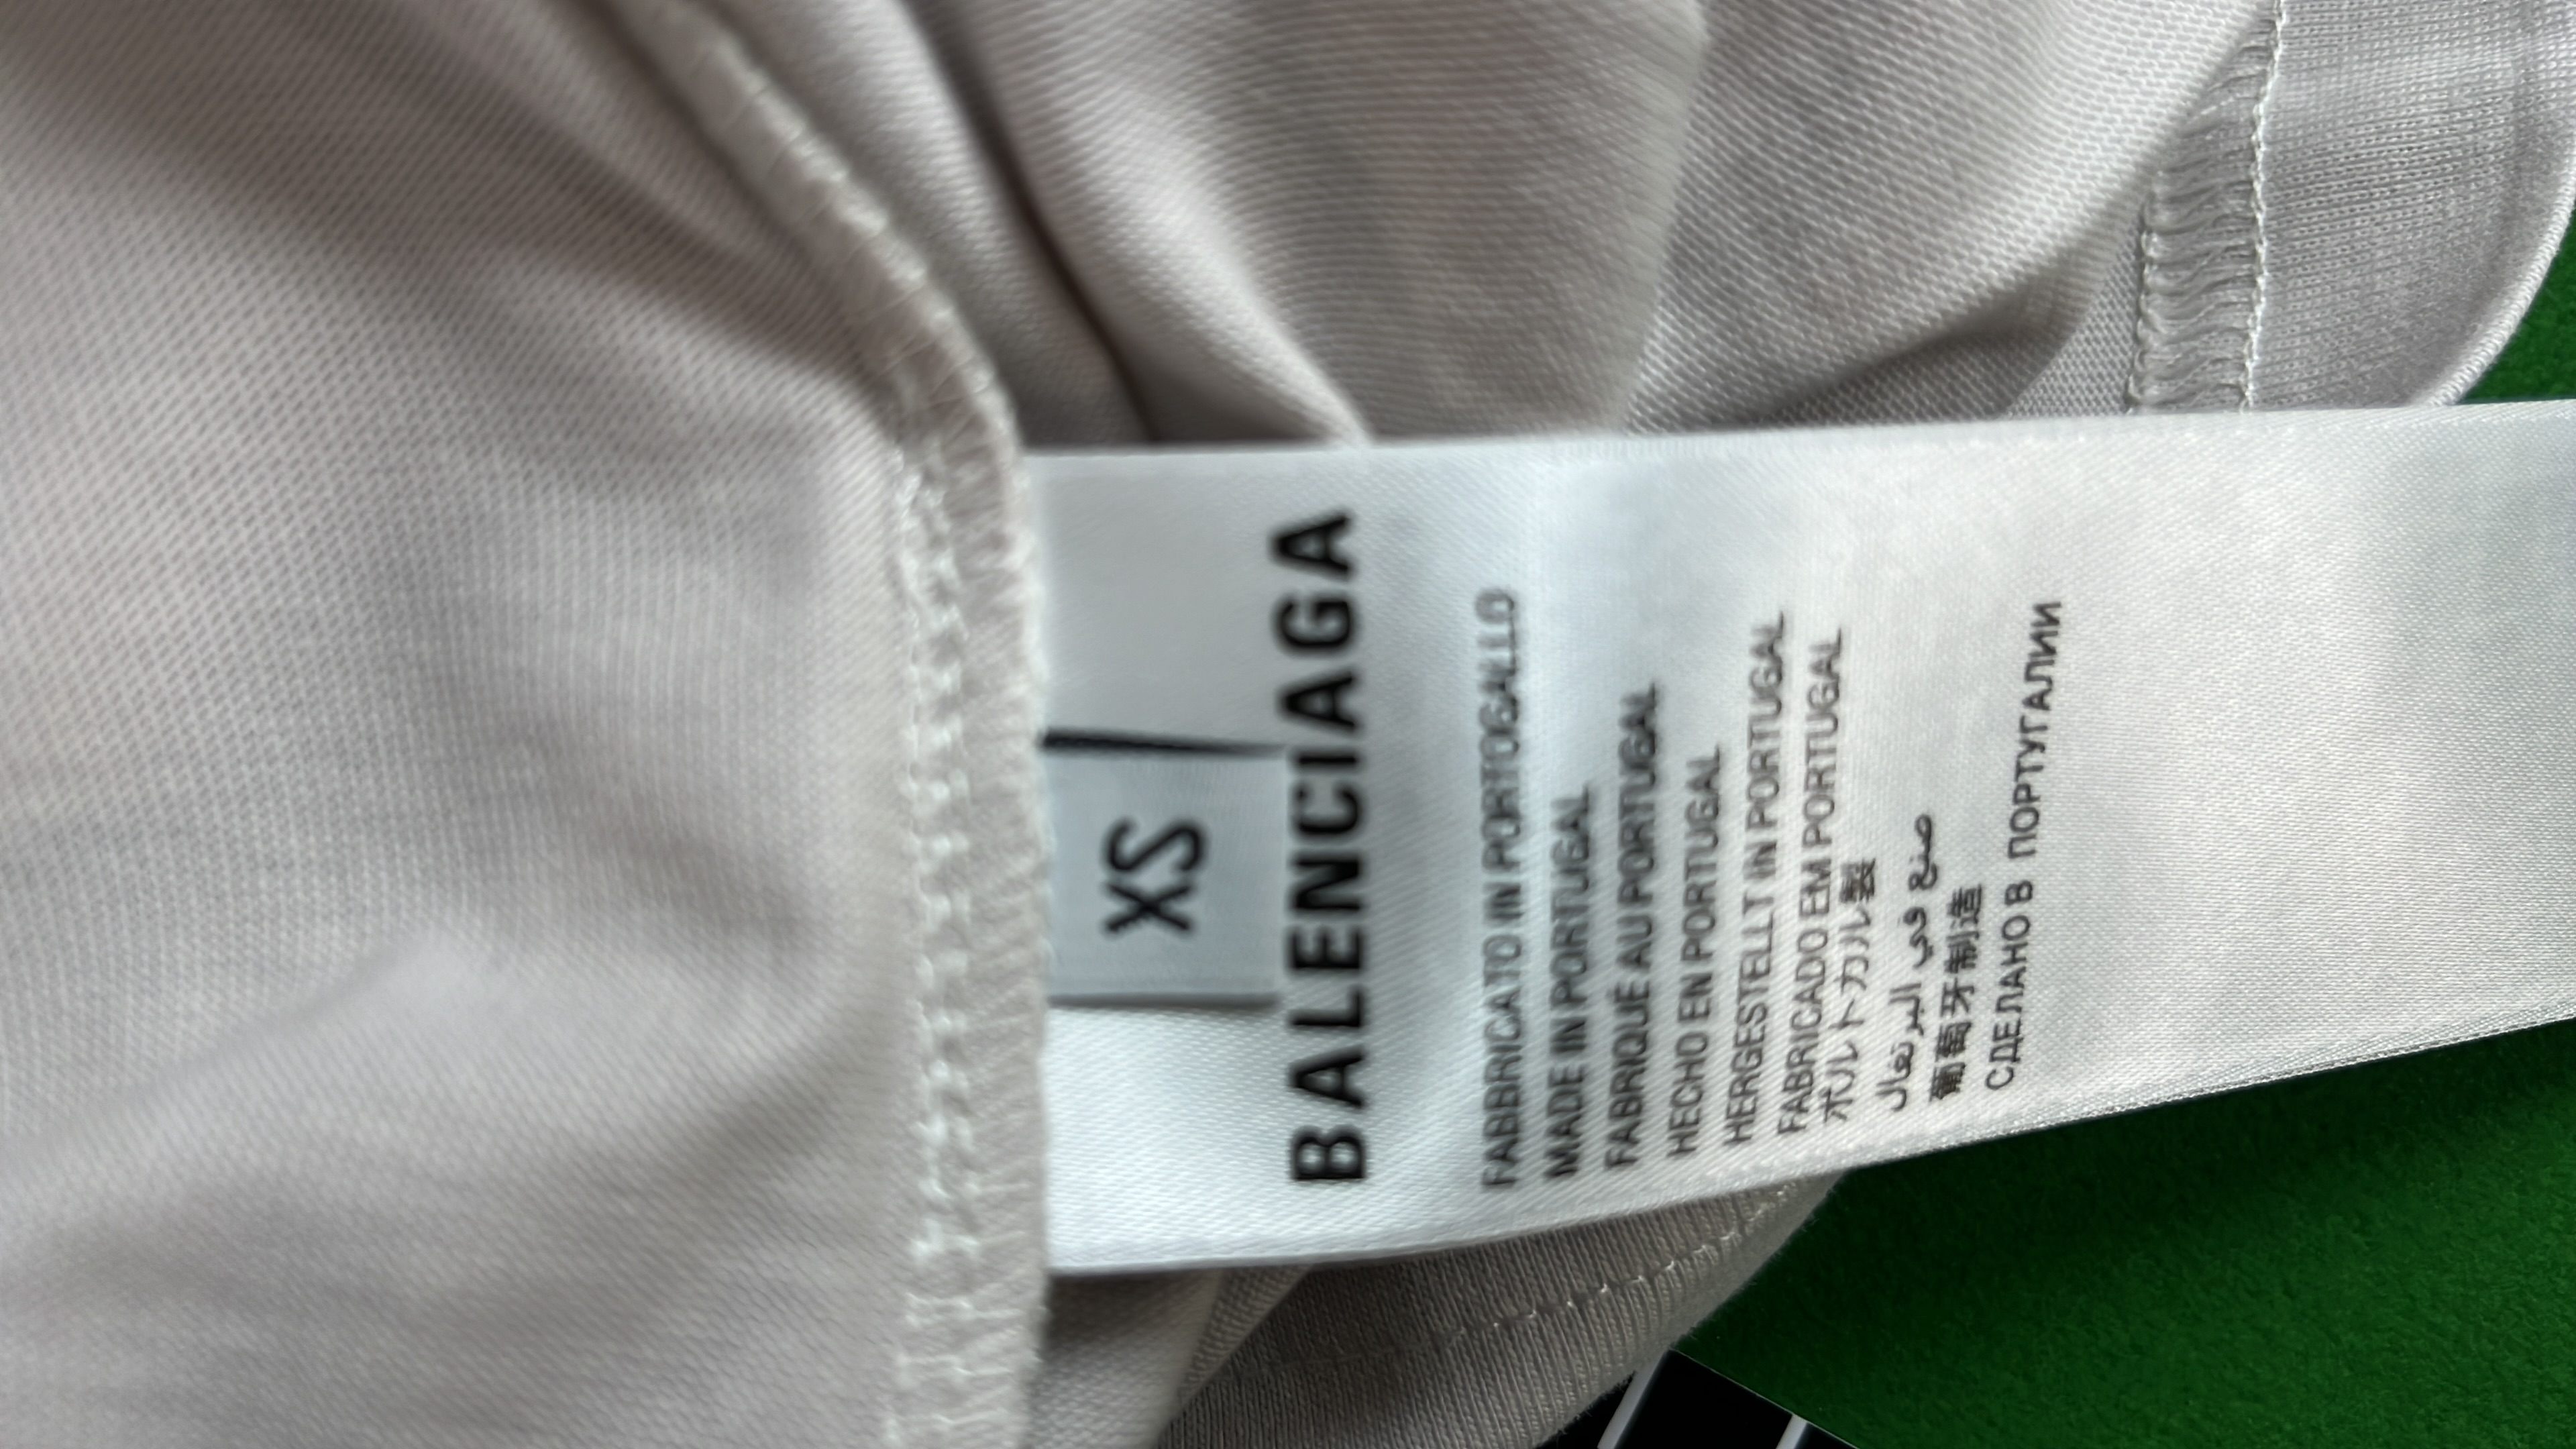 XS
BALENCIAGA
FABBRICATO IN PORTOGALLO
MADE IN PORTUGAL
FABRIQUÉ AU PORTUGAL
HECHO EN PORTUGAL
HERGESTELLT IN PORTUGAL
FABRICADO EM PORTUGAL
ポルトカル製
صنع في البرتغال
葡萄牙制造
СДЕЛАНО В ПОРТУГАЛИИ